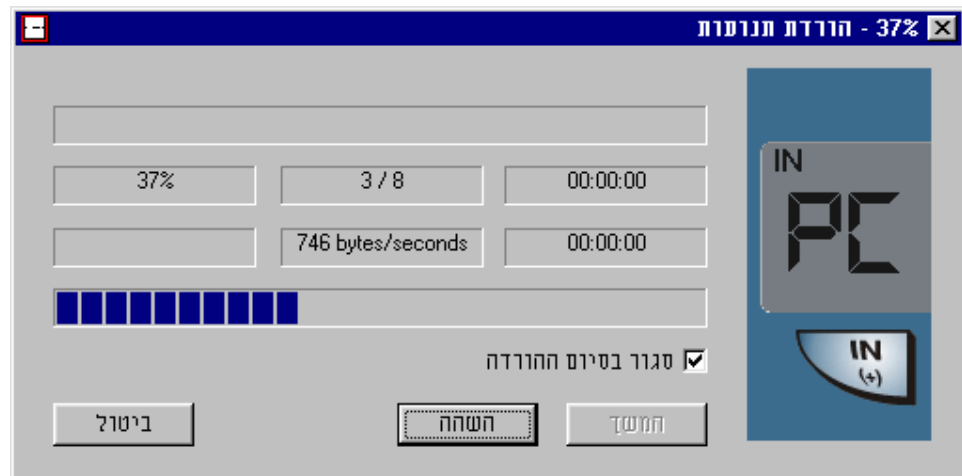 37% - הורדת תנועות
37%
3 / 8
00:00:00
746 bytes/seconds
00:00:00
סגור בסיום ההורדה
ביטול
השהה
המשך
IN
PC
IN
(+)